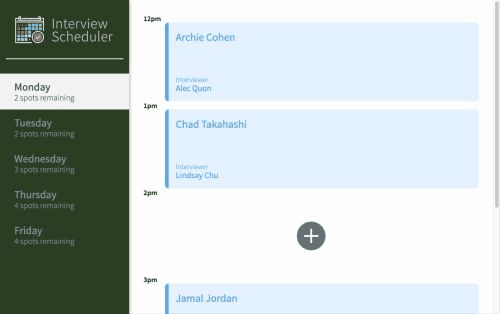 Interview
Scheduler
Monday
2 spots remaining
Tuesday
2 spots remaining
Wednesday
3 spots remaining
Thursday
4 spots remaining
Friday
4 spots remaining
12pm
Archie Cohen
Interviewer
Alec Quon
1pm
Chad Takahashi
Interviewer
Lindsay Chu
2pm
3pm
Jamal Jordan